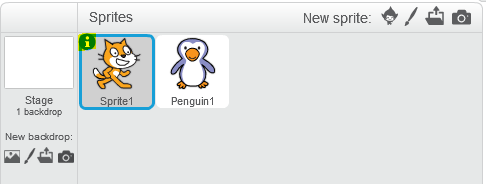 Sprites
New sprite:
i
Sprite1
Penguin1
Stage
1 backdrop
New backdrop: